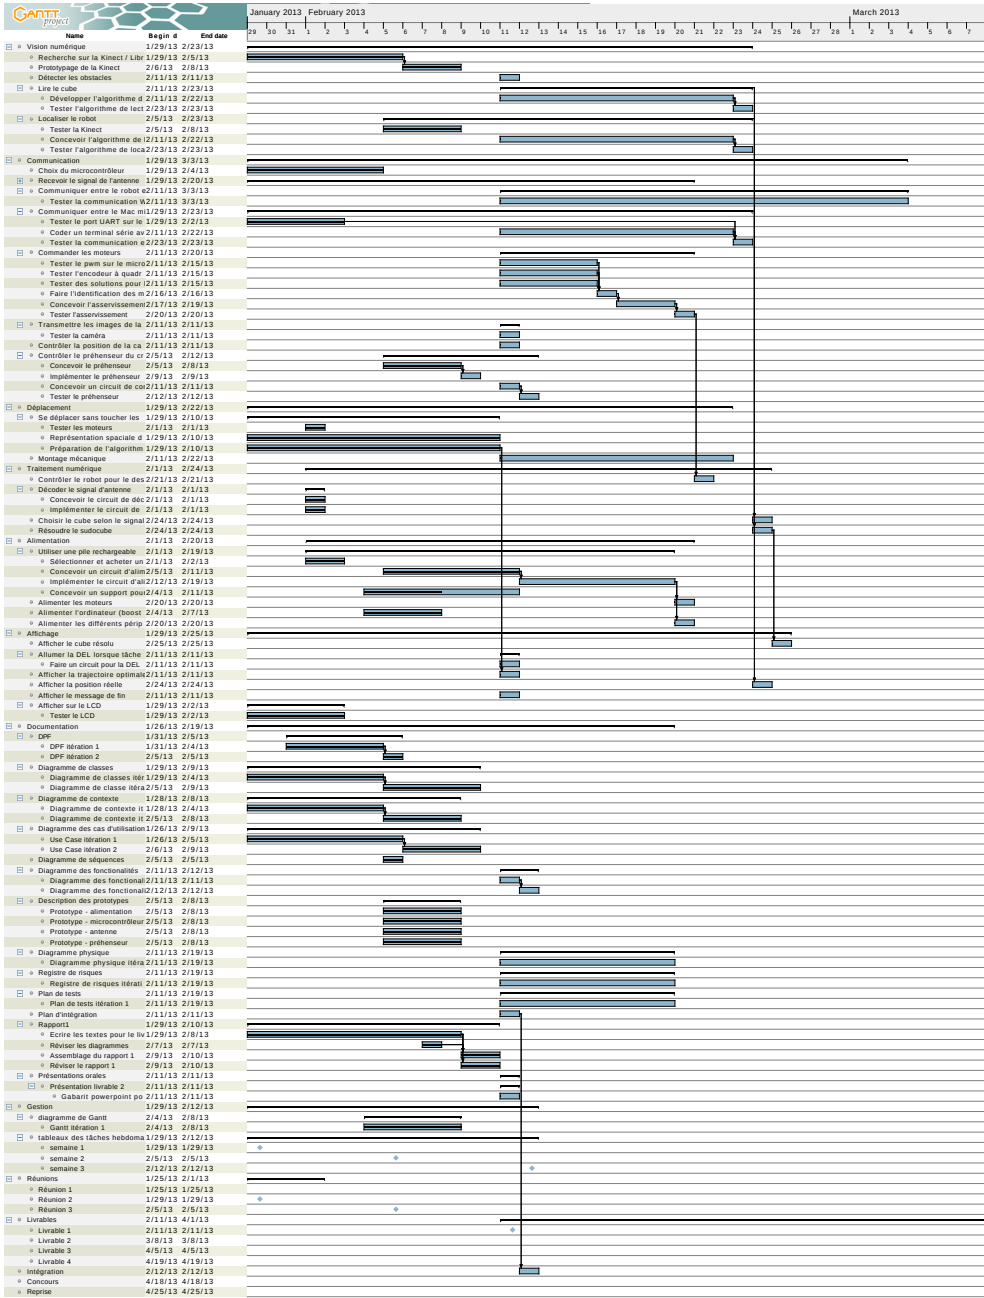 GANTT project
January 2013 February 2013 March 2013
Name Begin d End date 29 30 31 1 2 3 4 5 6 7 8 9 10 11 12 13 14 15 16 17 18 19 20 21 22 23 24 25 26 27 28 1 2 3 4 5 6 7
Vision numérique 1/29/13 2/23/13
Recherche sur la Kinect / Libr 1/29/13 2/5/13
Prototypage de la Kinect 2/6/13 2/8/13
Détecter les obstacles 2/11/13 2/11/13
Lire le cube 2/11/13 2/23/13
Développer l'algorithme d 2/11/13 2/22/13
Tester l'algorithme de lect 2/23/13 2/23/13
Localiser le robot 2/5/13 2/23/13
Tester la Kinect 2/5/13 2/8/13
Concevoir l'algorithme de 2/11/13 2/22/13
Tester l'algorithme de loca 2/23/13 2/23/13
Communication 1/29/13 3/3/13
Choix du microcontrôleur 1/29/13 2/4/13
Recevoir le signal de l'antenne 1/29/13 2/20/13
Communiquer entre le robot e 2/11/13 3/3/13
Tester la communication W 2/11/13 3/3/13
Communiquer entre le Mac mi 1/29/13 2/23/13
Tester le port UART sur le 1/29/13 2/2/13
Coder un terminal série av 2/11/13 2/22/13
Tester la communication e 2/23/13 2/23/13
Commander les moteurs 2/11/13 2/20/13
Tester le pwm sur le micro 2/11/13 2/15/13
Tester l'encodeur à quadr 2/11/13 2/15/13
Tester des solutions pour l 2/11/13 2/15/13
Faire l'identification des m 2/16/13 2/16/13
Concevoir l'asservissement 2/17/13 2/19/13
Tester l'asservissement 2/20/13 2/20/13
Transmettre les images de la 2/11/13 2/11/13
Tester la caméra 2/11/13 2/11/13
Contrôler la position de la ca 2/11/13 2/11/13
Contrôler le préhenseur du cr 2/5/13 2/12/13
Concevoir le préhenseur 2/5/13 2/8/13
Implémenter le préhenseur 2/9/13 2/9/13
Concevoir un circuit de cor 2/11/13 2/11/13
Tester le préhenseur 2/12/13 2/12/13
Déplacement 1/29/13 2/22/13
Se déplacer sans toucher les 1/29/13 2/10/13
Tester les moteurs 2/1/13 2/1/13
Représentation spaciale d 1/29/13 2/10/13
Préparation de l'algorithm 1/29/13 2/10/13
Montage mécanique 2/11/13 2/22/13
Traitement numérique 2/1/13 2/24/13
Contrôler le robot pour le des 2/21/13 2/21/13
Décoder le signal d'antenne 2/1/13 2/1/13
Concevoir le circuit de déc 2/1/13 2/1/13
Implémenter le circuit de 2/1/13 2/1/13
Choisir le cube selon le signal 2/24/13 2/24/13
Résoudre le sudocube 2/24/13 2/24/13
Alimentation 2/1/13 2/20/13
Utiliser une pile rechargeable 2/1/13 2/19/13
Sélectionner et acheter un 2/1/13 2/2/13
Concevoir un circuit d'alim 2/5/13 2/11/13
Implémenter le circuit d'ali 2/12/13 2/19/13
Concevoir un support pour 2/4/13 2/11/13
Alimenter les moteurs 2/20/13 2/20/13
Alimenter l'ordinateur (boost 2/4/13 2/7/13
Alimenter les différents périp 2/20/13 2/20/13
Affichage 1/29/13 2/25/13
Afficher le cube résolu 2/25/13 2/25/13
Allumer la DEL lorsque tâche 2/11/13 2/11/13
Faire un circuit pour la DEL 2/11/13 2/11/13
Afficher la trajectoire optimale 2/11/13 2/11/13
Afficher la position réelle 2/24/13 2/24/13
Afficher le message de fin 2/11/13 2/11/13
Afficher sur le LCD 1/29/13 2/2/13
Tester le LCD 1/29/13 2/2/13
Documentation 1/26/13 2/19/13
DPF 1/31/13 2/5/13
DPF itération 1 1/31/13 2/4/13
DPF itération 2 2/5/13 2/5/13
Diagramme de classes 1/29/13 2/9/13
Diagramme de classes itér 1/29/13 2/4/13
Diagramme de classe itéra 2/5/13 2/9/13
Diagramme de contexte 1/28/13 2/8/13
Diagramme de contexte it 1/28/13 2/4/13
Diagramme de contexte it 2/5/13 2/8/13
Diagramme des cas d'utilisation 1/26/13 2/9/13
Use Case itération 1 1/26/13 2/5/13
Use Case itération 2 2/6/13 2/9/13
Diagramme de séquences 2/5/13 2/5/13
Diagramme des fonctionalités 2/11/13 2/12/13
Diagramme des fonctionali 2/11/13 2/11/13
Diagramme des fonctionali 2/12/13 2/12/13
Description des prototypes 2/5/13 2/8/13
Prototype - alimentation 2/5/13 2/8/13
Prototype - microcontrôleur 2/5/13 2/8/13
Prototype - antenne 2/5/13 2/8/13
Prototype - préhenseur 2/5/13 2/8/13
Diagramme physique 2/11/13 2/19/13
Diagramme physique itéra 2/11/13 2/19/13
Registre de risques 2/11/13 2/19/13
Registre de risques itérati 2/11/13 2/19/13
Plan de tests 2/11/13 2/19/13
Plan de tests itération 1 2/11/13 2/19/13
Plan d'intégration 2/11/13 2/11/13
Rapport1 1/29/13 2/10/13
Ecrire les textes pour le liv 1/29/13 2/8/13
Réviser les diagrammes 2/7/13 2/7/13
Assemblage du rapport 1 2/9/13 2/10/13
Réviser le rapport 1 2/9/13 2/10/13
Présentations orales 2/11/13 2/11/13
Présentation livrable 2 2/11/13 2/11/13
Gabarit powerpoint po 2/11/13 2/11/13
Gestion 1/29/13 2/12/13
diagramme de Gantt 2/4/13 2/8/13
Gantt itération 1 2/4/13 2/8/13
tableaux des tâches hebdoma 1/29/13 2/12/13
semaine 1 1/29/13 1/29/13
semaine 2 2/5/13 2/5/13
semaine 3 2/12/13 2/12/13
Réunions 1/25/13 2/1/13
Réunion 1 1/25/13 1/25/13
Réunion 2 1/29/13 1/29/13
Réunion 3 2/5/13 2/5/13
Livrables 2/11/13 4/1/13
Livrable 1 2/11/13 2/11/13
Livrable 2 3/8/13 3/8/13
Livrable 3 4/5/13 4/5/13
Livrable 4 4/19/13 4/19/13
Intégration 2/12/13 2/12/13
Concours 4/18/13 4/18/13
Reprise 4/25/13 4/25/13